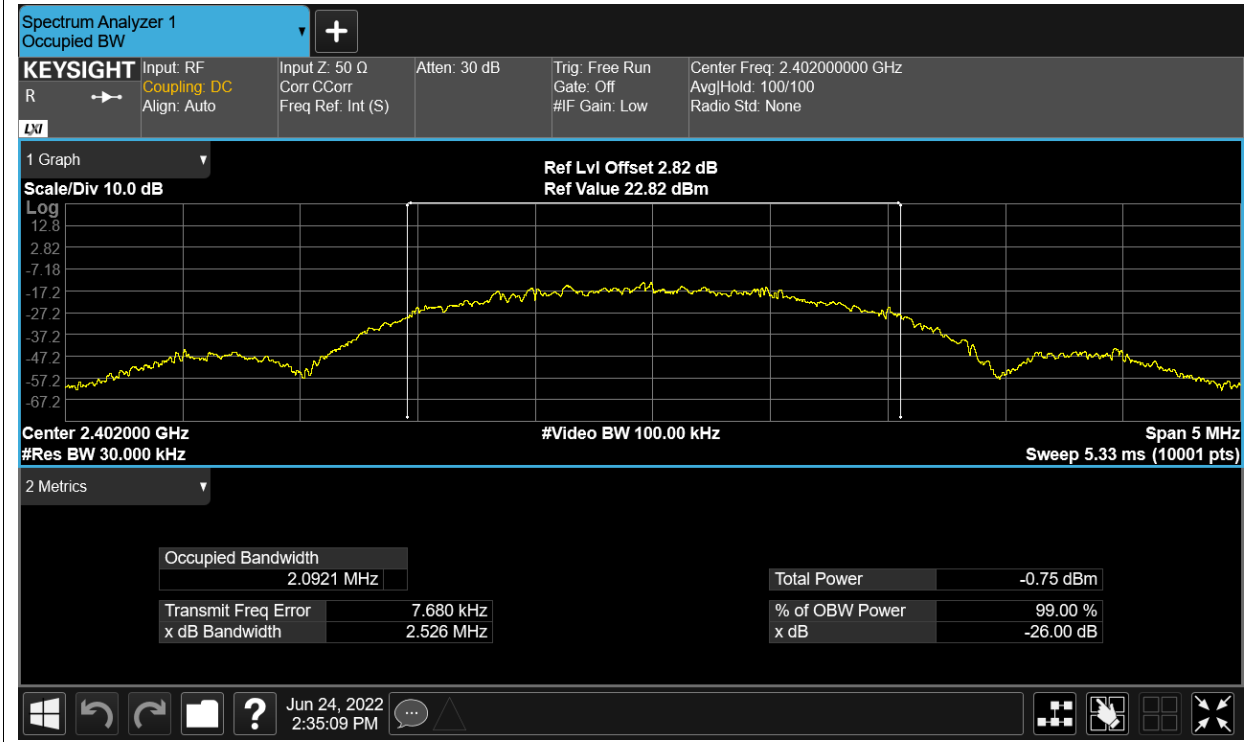 Spectrum Analyzer 1
Occupied BW
KEYSIGHT
R
LXI
Input: RF
Coupling: DC
Align: Auto
Input Z: 50 Ω
Corr CCorr
Freq Ref: Int (S)
Atten: 30 dB
Trig: Free Run
Gate: Off
#IF Gain: Low
Center Freq: 2.402000000 GHz
Avg|Hold: 100/100
Radio Std: None
1 Graph
Scale/Div 10.0 dB
Ref Lvl Offset 2.82 dB
Ref Value 22.82 dBm
Log
12.8
2.82
-7.18
-17.2
-27.2
-37.2
-47.2
-57.2
-67.2
Center 2.402000 GHz
#Video BW 100.00 kHz
Span 5 MHz
#Res BW 30.000 kHz
Sweep 5.33 ms (10001 pts)
2 Metrics
Occupied Bandwidth
2.0921 MHz
Total Power -0.75 dBm
Transmit Freq Error 7.680 kHz
% of OBW Power 99.00 %
x dB Bandwidth 2.526 MHz
x dB -26.00 dB
?
Jun 24, 2022
2:35:09 PM